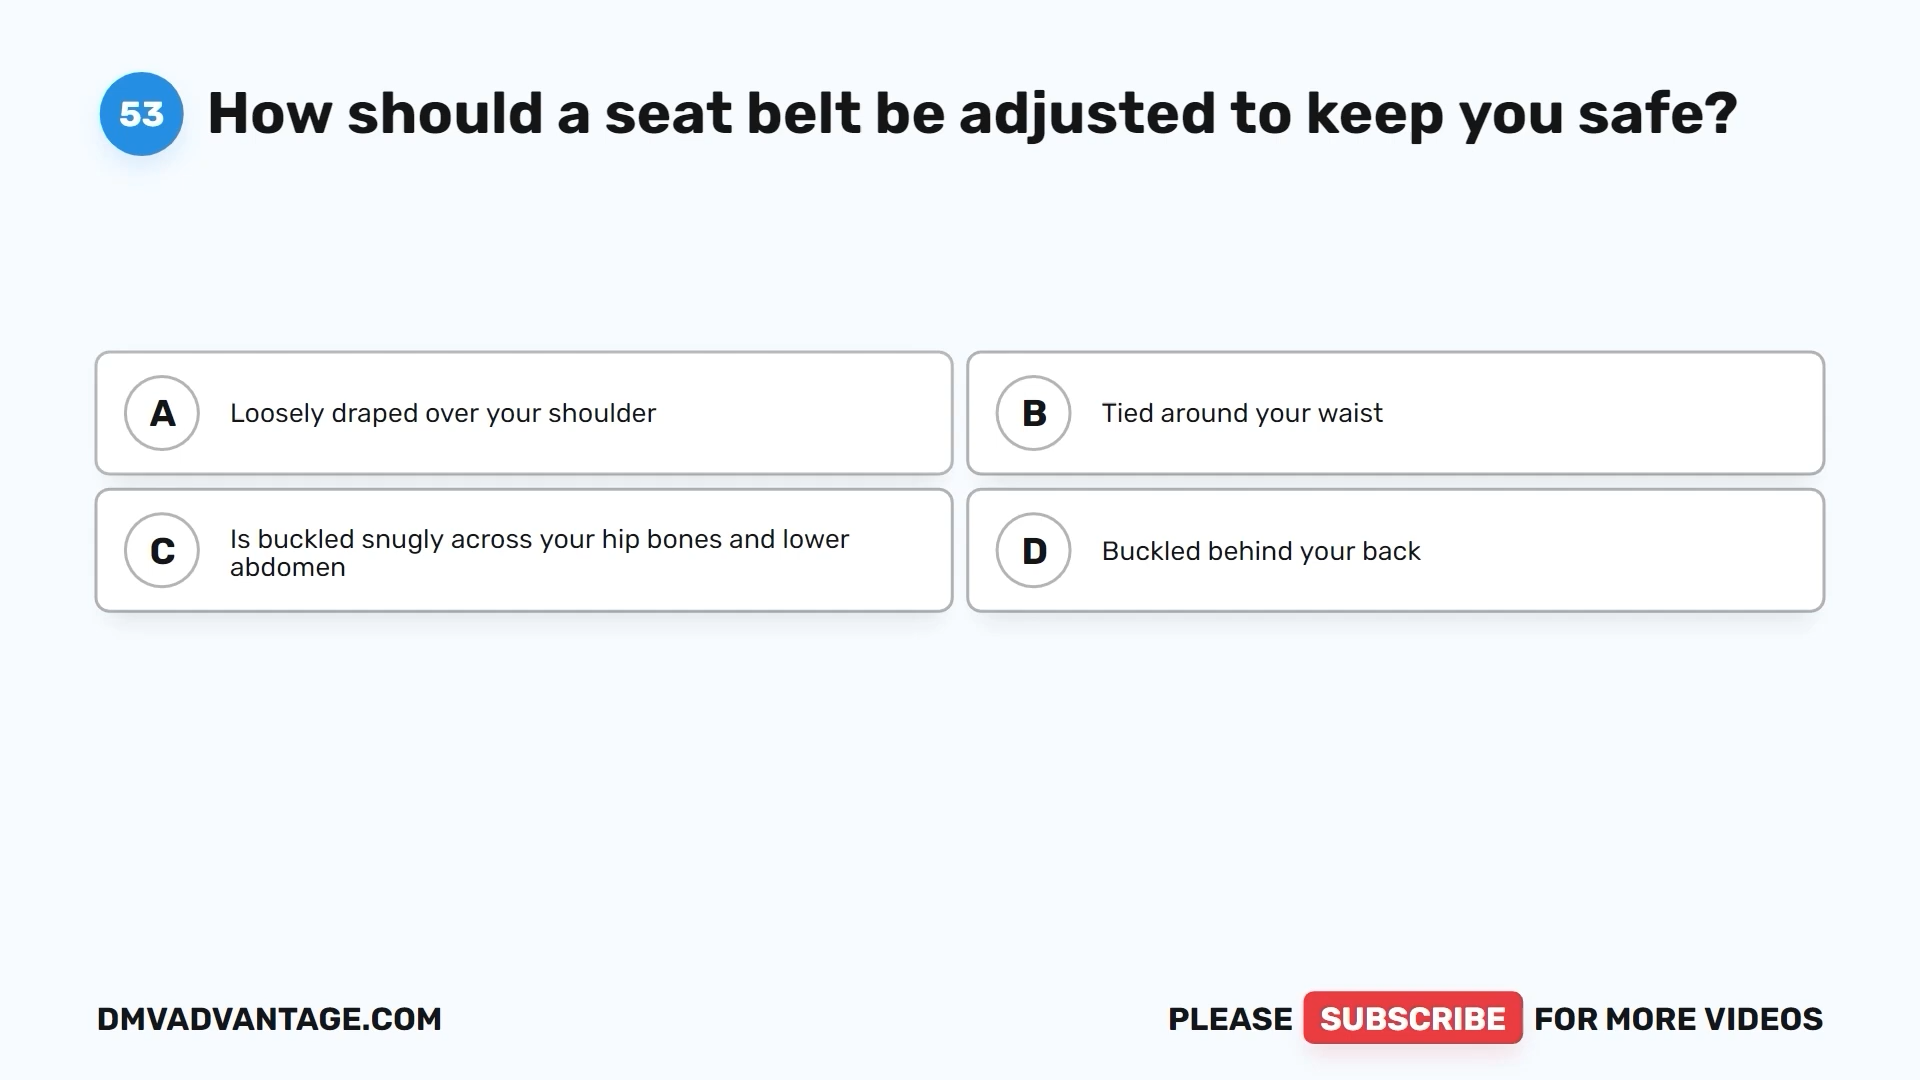 53 How should a seat belt be adjusted to keep you safe?
A Loosely draped over your shoulder
B Tied around your waist
C Is buckled snugly across your hip bones and lower
abdomen
D Buckled behind your back
DMVADVANTAGE.COM
PLEASE SUBSCRIBE FOR MORE VIDEOS